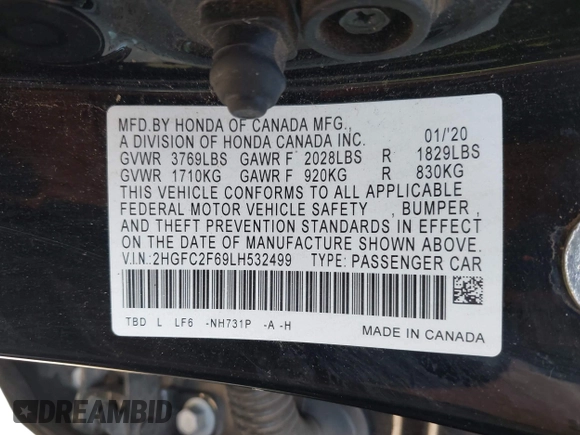 MFD.BY HONDA OF CANADA MFG.,
A DIVISION OF HONDA CANADA INC. 01/'20
GVWR 3769LBS GAWR F 2028LBS R 1829LBS
GVWR 1710KG GAWR F 920KG R 830KG
THIS VEHICLE CONFORMS TO ALL APPLICABLE
FEDERAL MOTOR VEHICLE SAFETY , BUMPER ,
AND THEFT PREVENTION STANDARDS IN EFFECT
ON THE DATE OF MANUFACTURE SHOWN ABOVE.
V.I.N.:2HGFC2F69LH532499 TYPE: PASSENGER CAR
TBD L LF6 -NH731P -A -H
MADE IN CANADA
DREAMBID